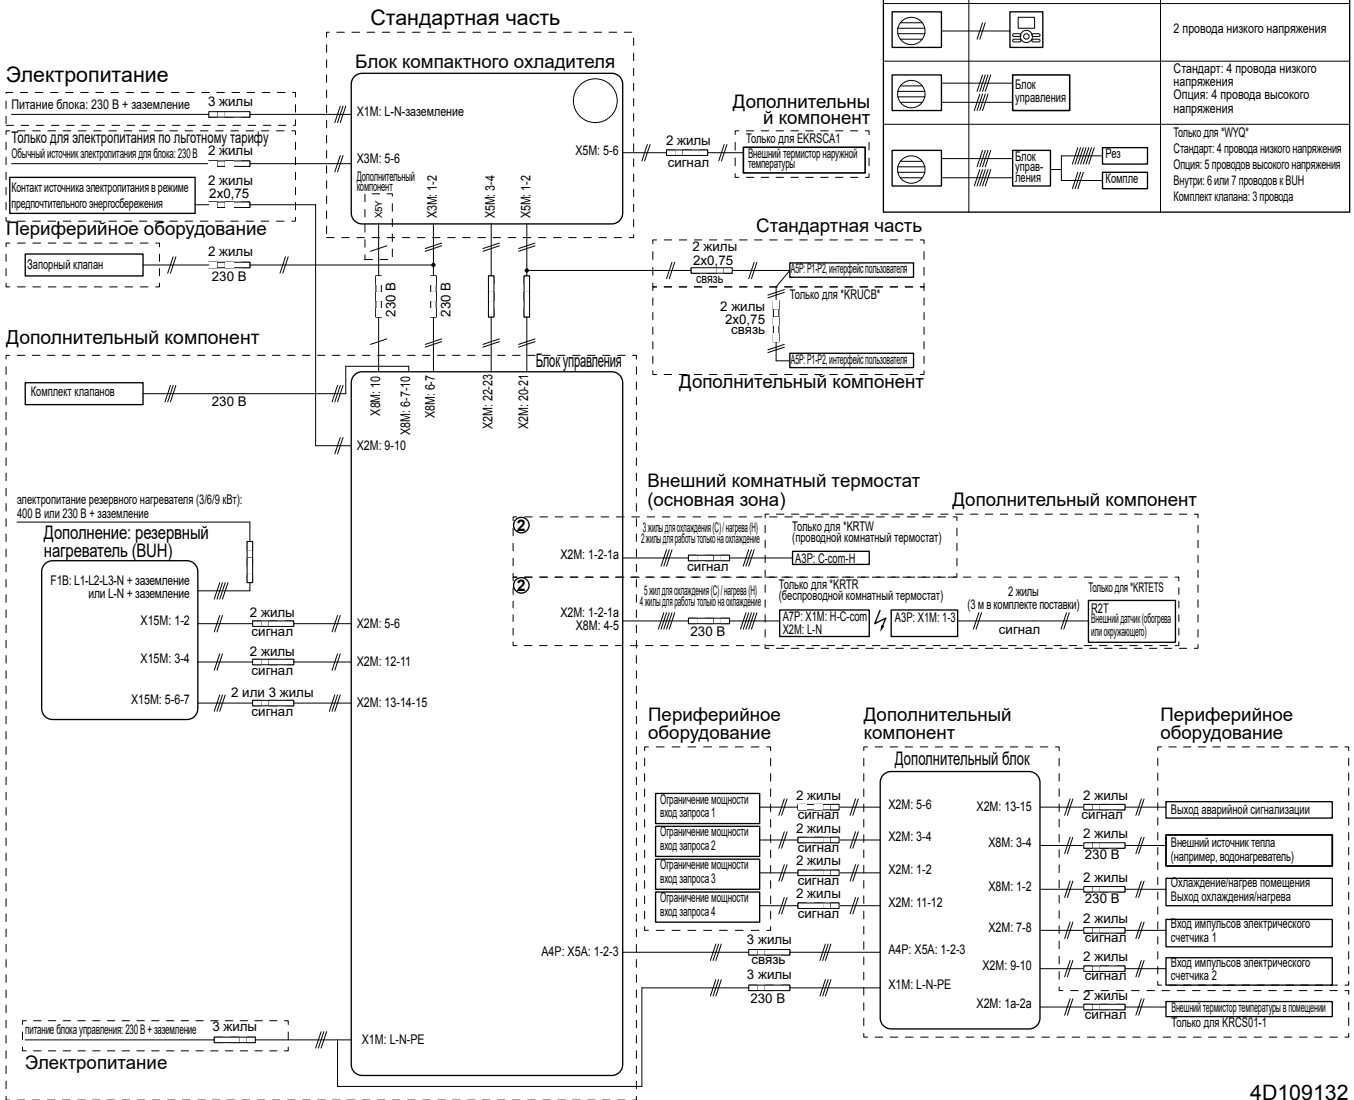 Стандартная часть
Электропитание
Питание блока: 230 В + заземление
3 жилы
Только для электропитания по льготному тарифу
Обычный источник электропитания для блока: 230 В
2 жилы
Контакт источника электропитания в режиме
предпочтительного энергосбережения
2 жилы
2x0,75
Периферийное оборудование
Запорный клапан
2 жилы
230 В
Блок компактного охладителя
X1M: L-N-заземление
X3M: 5-6
Дополнительный
компонент
X5Y
X3M: 1-2
X5M: 3-4
X5M: 1-2
X5M: 5-6
2 жилы
сигнал
Дополнительны
й компонент
Только для EKRSCA1
Внешний термистор наружной
температуры
2 провода низкого напряжения
Блок
управления
Стандарт: 4 провода низкого
напряжения
Опция: 4 провода высокого
напряжения
Блок
управ-
ления
Рез
Компле
Только для *WYQ*
Стандарт: 4 провода низкого напряжения
Опция: 5 проводов высокого напряжения
Внутри: 6 или 7 проводов к BUH
Комплект клапана: 3 провода
230 В
230 В
Стандартная часть
2 жилы
2x0,75
связь
A5P: P1-P2, интерфейс пользователя
Только для *KRUCB*
2 жилы
2x0,75
связь
A5P: P1-P2, интерфейс пользователя
Дополнительный компонент
Дополнительный компонент
Комплект клапанов
230 В
Блок управления
X8M: 10
X8M: 6-7-10
X8M: 6-7
X2M: 22-23
X2M: 20-21
X2M: 9-10
электропитание резервного нагревателя (3/6/9 кВт):
400 В или 230 В + заземление
Дополнение: резервный
нагреватель (BUH)
F1B: L1-L2-L3-N + заземление
или L-N + заземление
X15M: 1-2
2 жилы
сигнал
X2M: 5-6
X15M: 3-4
2 жилы
сигнал
X2M: 12-11
X15M: 5-6-7
2 или 3 жилы
сигнал
X2M: 13-14-15
Внешний комнатный термостат
(основная зона)
Дополнительный компонент
2
X2M: 1-2-1a
3 жилы для охлаждения (C) / нагрева (H)
2 жилы для работы только на охлаждение
сигнал
Только для *KRTW
(проводной комнатный термостат)
A3P: C-com-H
2
X2M: 1-2-1a
X8M: 4-5
5 жил для охлаждения (C) / нагрева (H)
4 жилы для работы только на охлаждение
230 В
Только для *KRTR
(беспроводной комнатный термостат)
A7P: X1M: H-C-com
X2M: L-N
A3P: X1M: 1-3
2 жилы
(3 м в комплекте поставки)
сигнал
Только для *KRTETS
R2T
Внешний датчик (обогрева
или окружающего)
Периферийное
оборудование
Дополнительный
компонент
Периферийное
оборудование
Дополнительный блок
Ограничение мощности
вход запроса 1
2 жилы
сигнал
X2M: 5-6
Ограничение мощности
вход запроса 2
2 жилы
сигнал
X2M: 3-4
Ограничение мощности
вход запроса 3
2 жилы
сигнал
X2M: 1-2
Ограничение мощности
вход запроса 4
2 жилы
сигнал
X2M: 11-12
A4P: X5A: 1-2-3
3 жилы
связь
A4P: X5A: 1-2-3
3 жилы
230 В
X1M: L-N-PE
X2M: 13-15
2 жилы
сигнал
Выход аварийной сигнализации
X8M: 3-4
2 жилы
230 В
Внешний источник тепла
(например, водонагреватель)
X8M: 1-2
2 жилы
230 В
Охлаждение/нагрев помещения
Выход охлаждения/нагрева
X2M: 7-8
2 жилы
сигнал
Вход импульсов электрического
счетчика 1
X2M: 9-10
2 жилы
сигнал
Вход импульсов электрического
счетчика 2
X2M: 1a-2a
2 жилы
сигнал
Внешний термистор температуры в помещении
Только для KRCS01-1
питание блока управления: 230 В + заземление
3 жилы
X1M: L-N-PE
Электропитание
4D109132